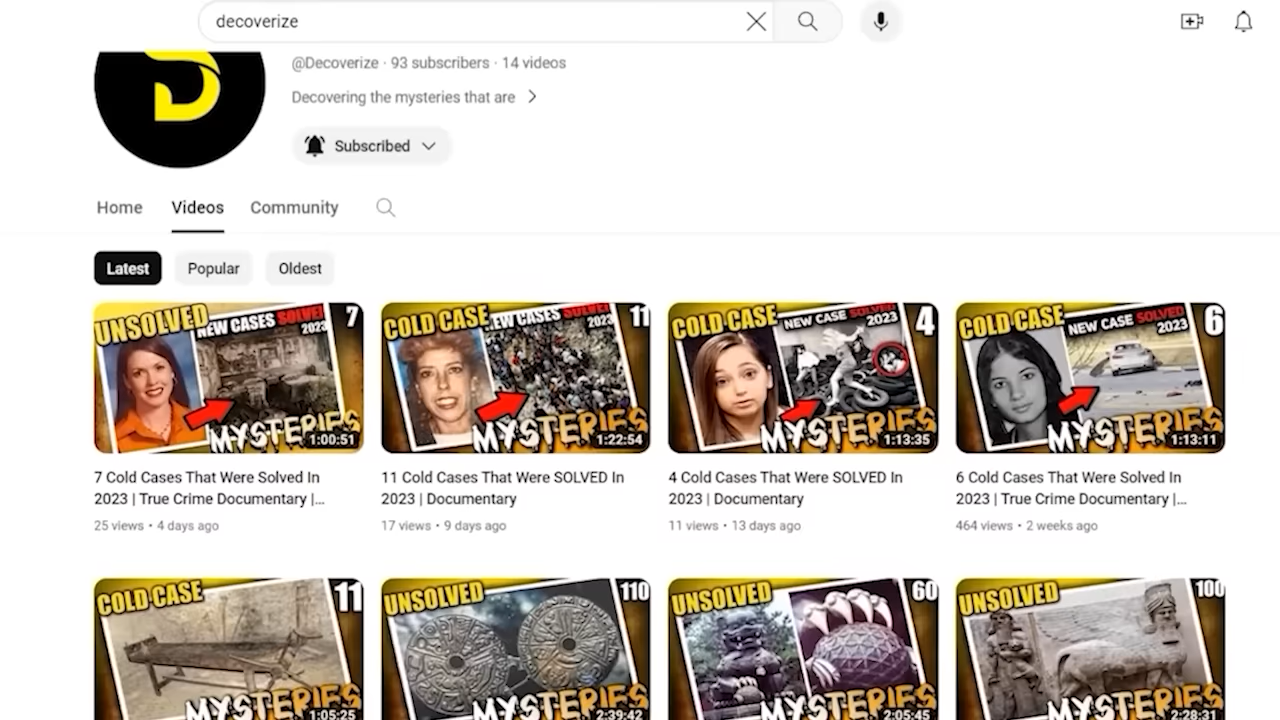 decoverize
@Decoverize · 93 subscribers · 14 videos
Decovering the mysteries that are
Subscribed
Home Videos Community
Latest Popular Oldest
UNSOLVED
NEW CASES SOLVED
2023
7
MYSTERIES
1:00:51
COLD CASE
NEW CASES SOLVED
2023
11
MYSTERIES
1:22:54
COLD CASE
NEW CASE SOLVED
2023
4
MYSTERIES
1:13:35
COLD CASE
NEW CASE SOLVED
2023
6
MYSTERIES
1:13:11
7 Cold Cases That Were Solved In
2023 | True Crime Documentary |...
25 views • 4 days ago
11 Cold Cases That Were SOLVED In
2023 | Documentary
17 views • 9 days ago
4 Cold Cases That Were SOLVED In
2023 | Documentary
11 views • 13 days ago
6 Cold Cases That Were Solved In
2023 | True Crime Documentary |...
464 views • 2 weeks ago
COLD CASE
11
MYSTERIES
1:05:25
UNSOLVED
110
MYSTERIES
2:39:42
UNSOLVED
60
MYSTERIES
2:05:45
UNSOLVED
100
MYSTERIES
2:28:31